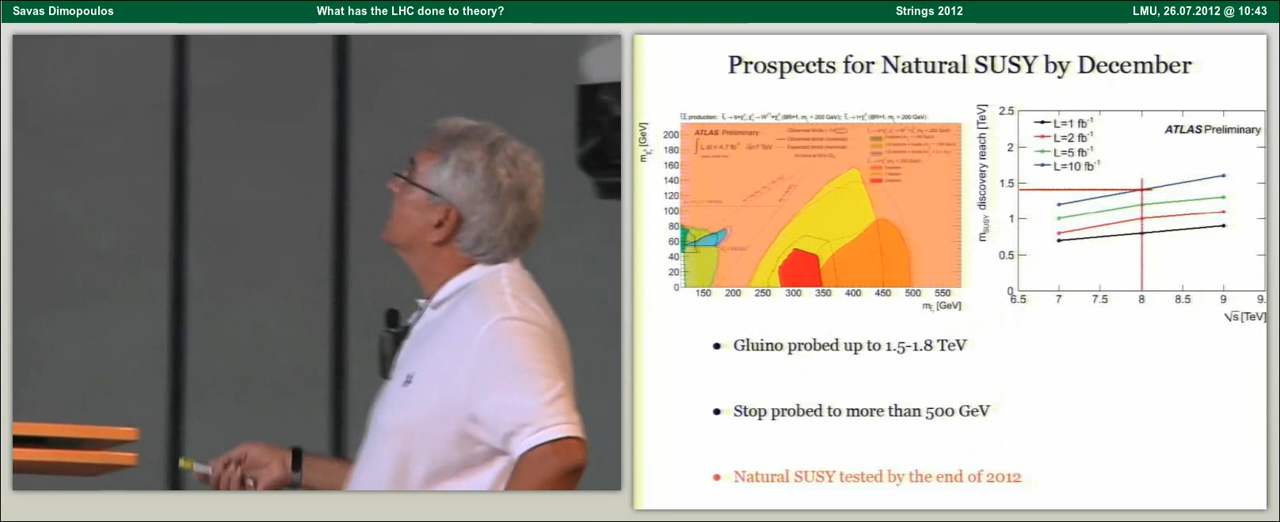 Savas Dimopoulos
What has the LHC done to theory?
Strings 2012
LMU, 26.07.2012 @ 10:43
Prospects for Natural SUSY by December
ATLAS Preliminary
200
180
160
140
120
100
80
60
40
20
0
150 200 250 300 350 400 450 500 550
[GeV]
2.5
2
1.5
1
0.5
0
mSUSY discovery reach [TeV]
L=1 fb-1
L=2 fb-1
L=5 fb-1
L=10 fb-1
ATLAS Preliminary
6.5 7 7.5 8 8.5 9 9.
√s [TeV]
• Gluino probed up to 1.5-1.8 TeV
• Stop probed to more than 500 GeV
• Natural SUSY tested by the end of 2012